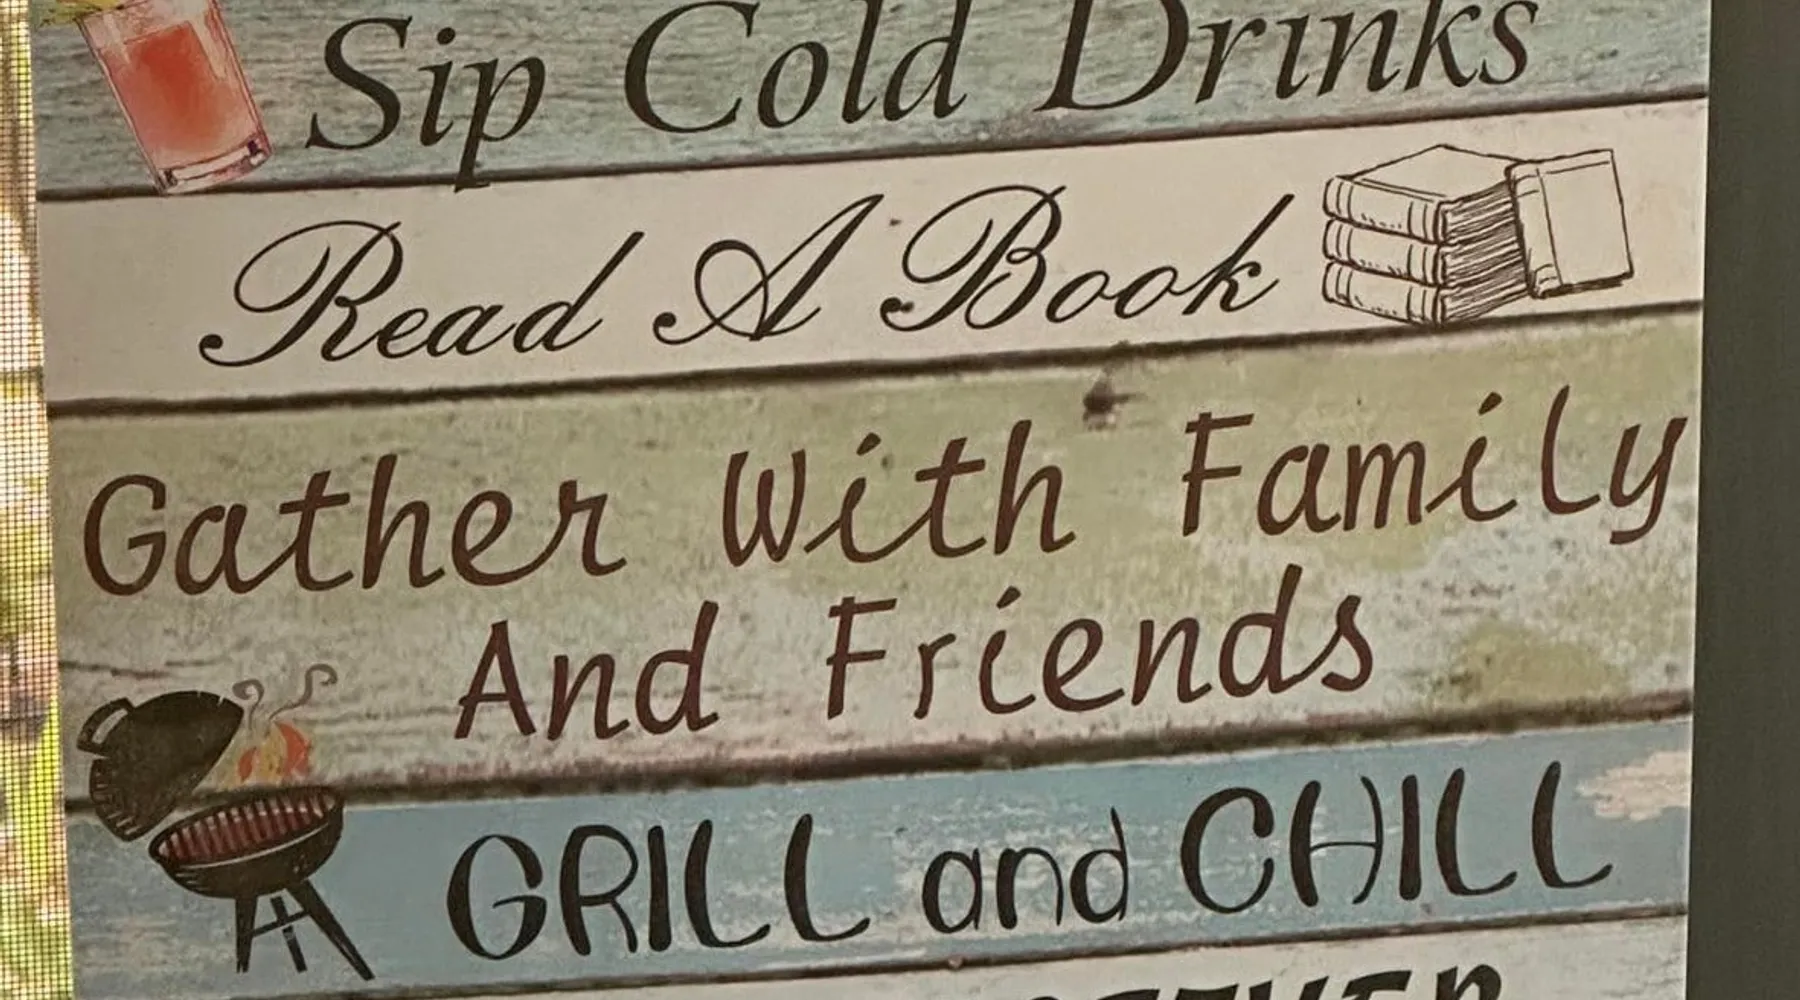 Sip Cold Drinks
Read A Book
Gather With Family
And Friends
GRILL and CHILL